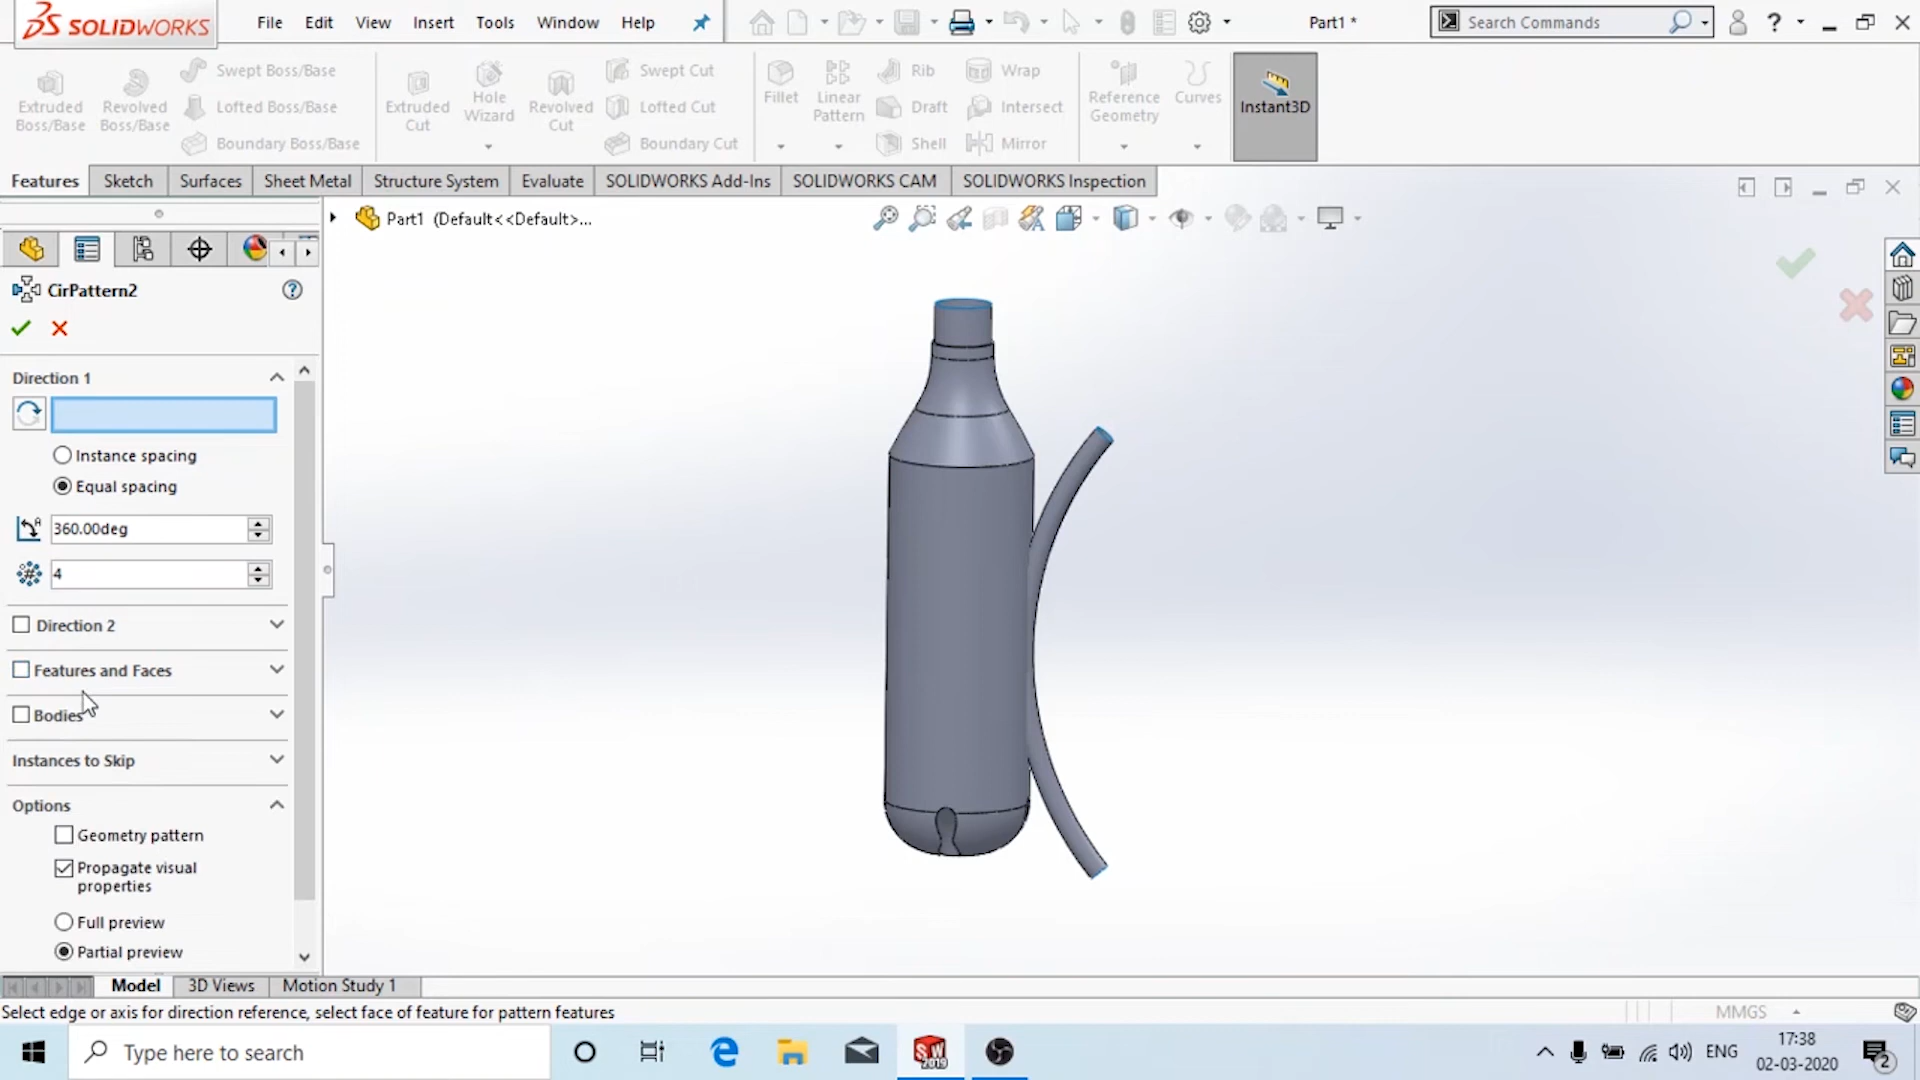 SOLIDWORKS File Edit View Insert Tools Window Help Part1 * Search Commands ?
Extruded Boss/Base
Revolved Boss/Base
Swept Boss/Base
Lofted Boss/Base
Boundary Boss/Base
Extruded Cut
Hole Wizard
Revolved Cut
Swept Cut
Lofted Cut
Boundary Cut
Fillet
Linear Pattern
Rib
Draft
Shell
Wrap
Intersect
Mirror
Reference Geometry
Curves
Instant3D
Features Sketch Surfaces Sheet Metal Structure System Evaluate SOLIDWORKS Add-Ins SOLIDWORKS CAM SOLIDWORKS Inspection
Part1 (Default<<Default>...
CirPattern2
Direction 1
Instance spacing
Equal spacing
360.00deg
4
Direction 2
Features and Faces
Bodies
Instances to Skip
Options
Geometry pattern
Propagate visual
properties
Full preview
Partial preview
Model 3D Views Motion Study 1
Select edge or axis for direction reference, select face of feature for pattern features MMGS
Type here to search
SW
2019
ENG
17:38
02-03-2020
2